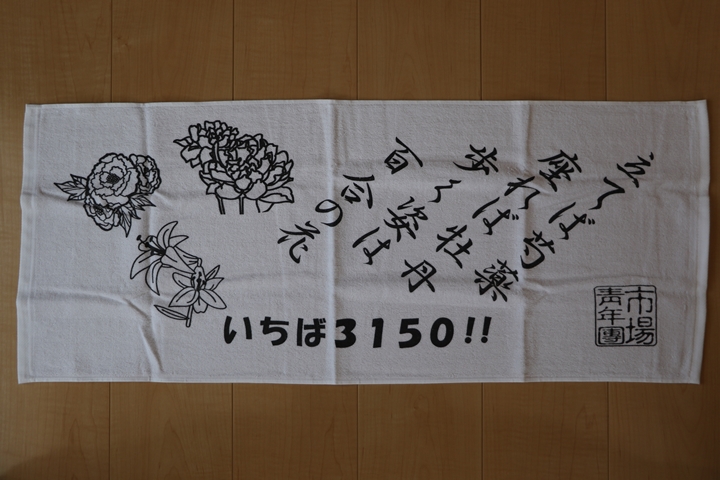 立てば芍薬
座れば牡丹
歩く姿は
百合の花
いちば3150!!
市場
青年團